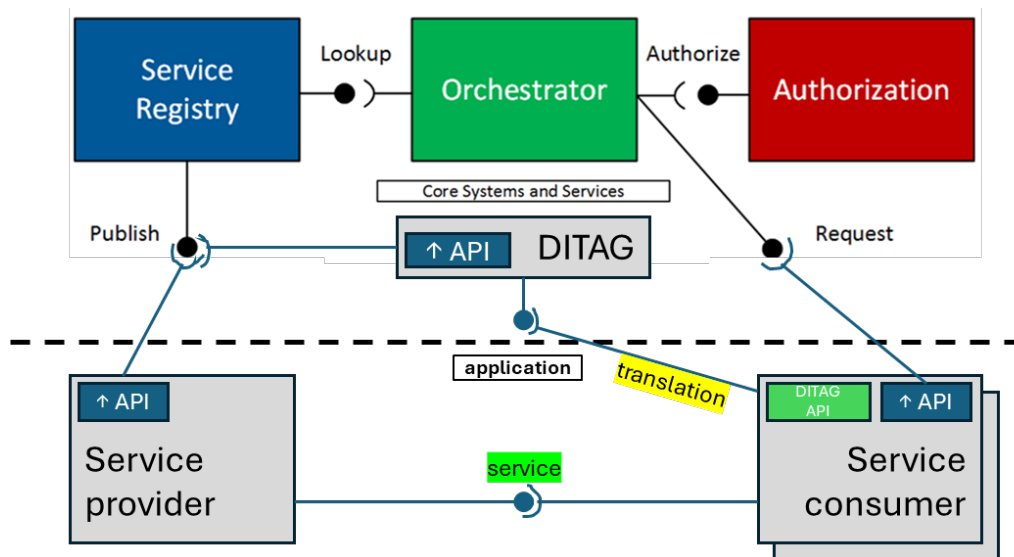 Service
Registry
Lookup
Orchestrator
Authorize
Authorization
Core Systems and Services
Publish
↑ API
DITAG
Request
application
translation
↑ API
Service
provider
service
DITAG
API
↑ API
Service
consumer